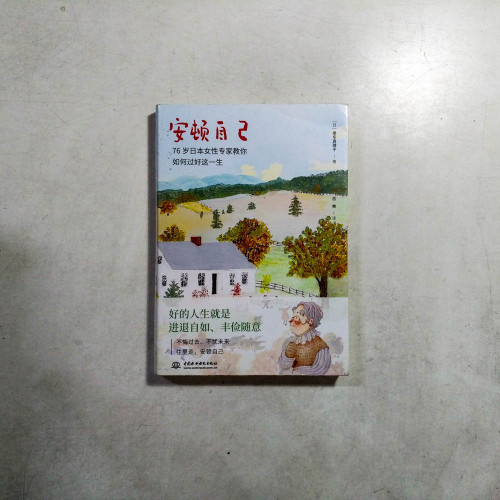 安顿自己
76岁日本女性专家教你
如何过好这一生
好的人生就是
进退自如、丰俭随意
不悔过去,不忧未来
往里走,安顿自己